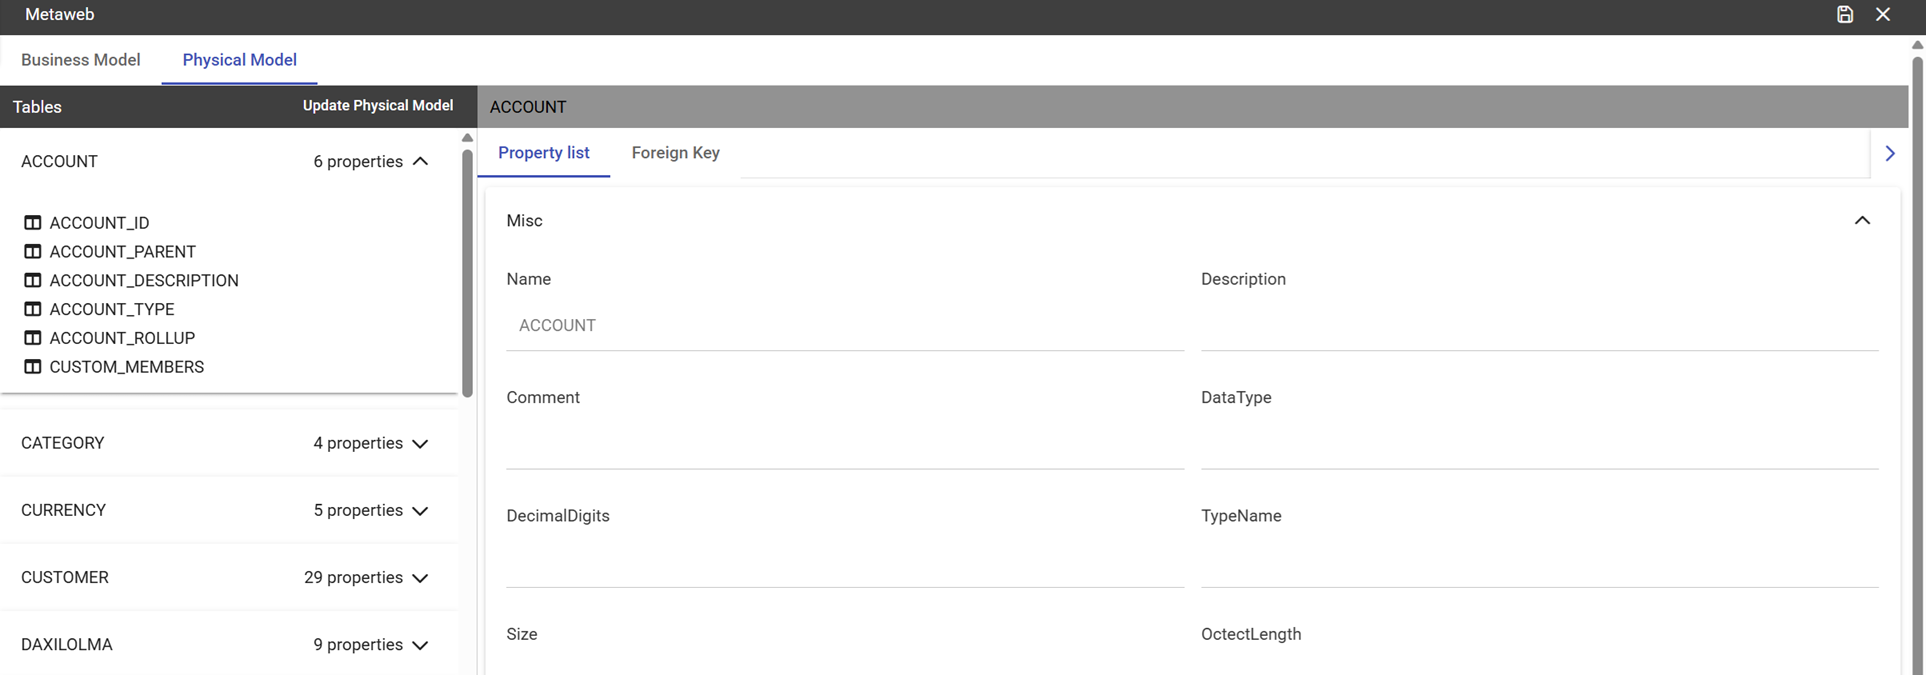 Metaweb
Business Model Physical Model
Tables Update Physical Model ACCOUNT
ACCOUNT 6 properties
ACCOUNT_ID
ACCOUNT_PARENT
ACCOUNT_DESCRIPTION
ACCOUNT_TYPE
ACCOUNT_ROLLUP
CUSTOM_MEMBERS
CATEGORY 4 properties
CURRENCY 5 properties
CUSTOMER 29 properties
DAXILOLMA 9 properties
Property list Foreign Key
Misc
Name Description
ACCOUNT
Comment DataType
DecimalDigits TypeName
Size OctectLength